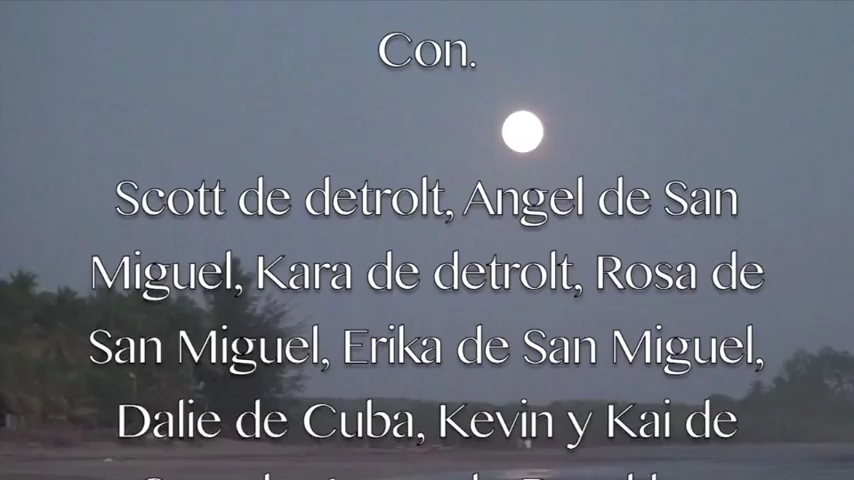 Con.
Scott de detrolt, Angel de San
Miguel, Kara de detrolt, Rosa de
San Miguel, Erika de San Miguel,
Dalie de Cuba, Kevin y Kai de